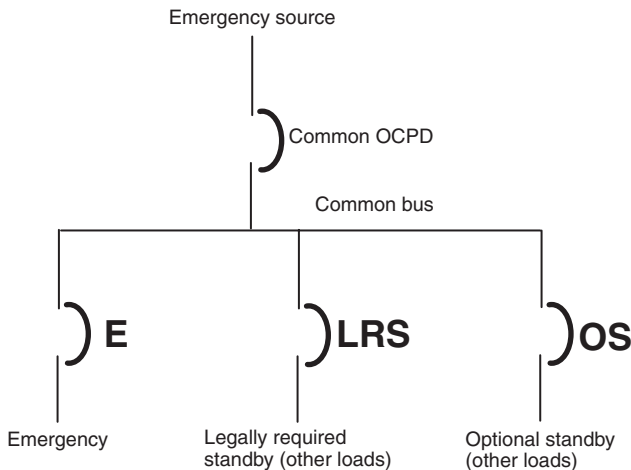 Emergency source
Common OCPD
Common bus
E
LRS
OS
Emergency
Legally required
standby (other loads)
Optional standby
(other loads)